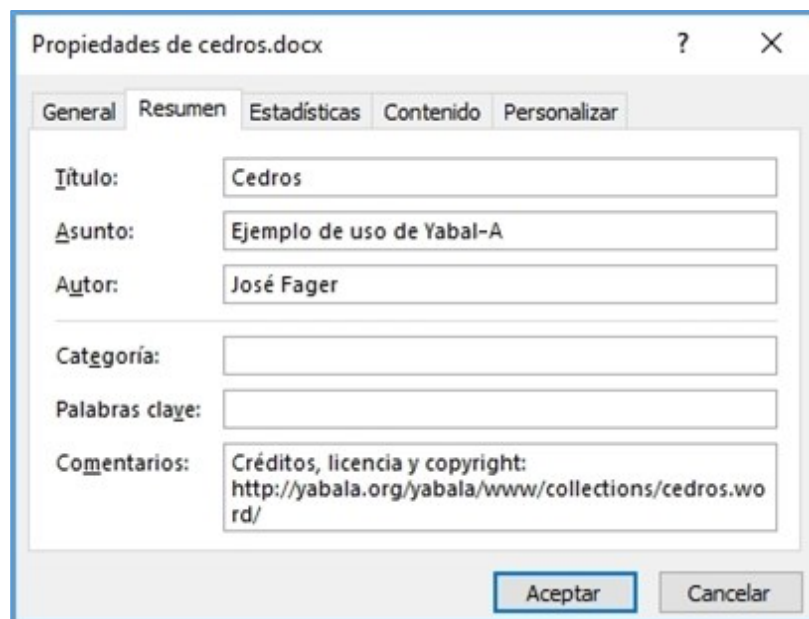 Propiedades de cedros.docx ? ×
General Resumen Estadísticas Contenido Personalizar
Título: Cedros
Asunto: Ejemplo de uso de Yabal-A
Autor: José Fager
Categoría:
Palabras clave:
Comentarios: Créditos, licencia y copyright:
http://yabala.org/yabala/www/collections/cedros.wo
rd/
Aceptar Cancelar